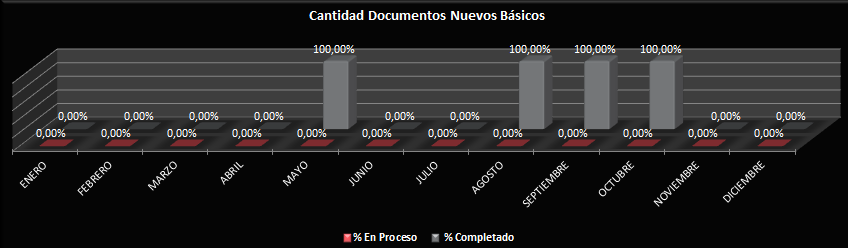 Cantidad Documentos Nuevos Básicos
100,00% 100,00% 100,00% 100,00%
0,00% 0,00% 0,00% 0,00% 0,00% 0,00% 0,00% 0,00%
0,00% 0,00% 0,00% 0,00% 0,00% 0,00% 0,00% 0,00% 0,00% 0,00% 0,00% 0,00%
ENERO FEBRERO MARZO ABRIL MAYO JUNIO JULIO AGOSTO SEPTIEMBRE OCTUBRE NOVIEMBRE DICIEMBRE
% En Proceso % Completado